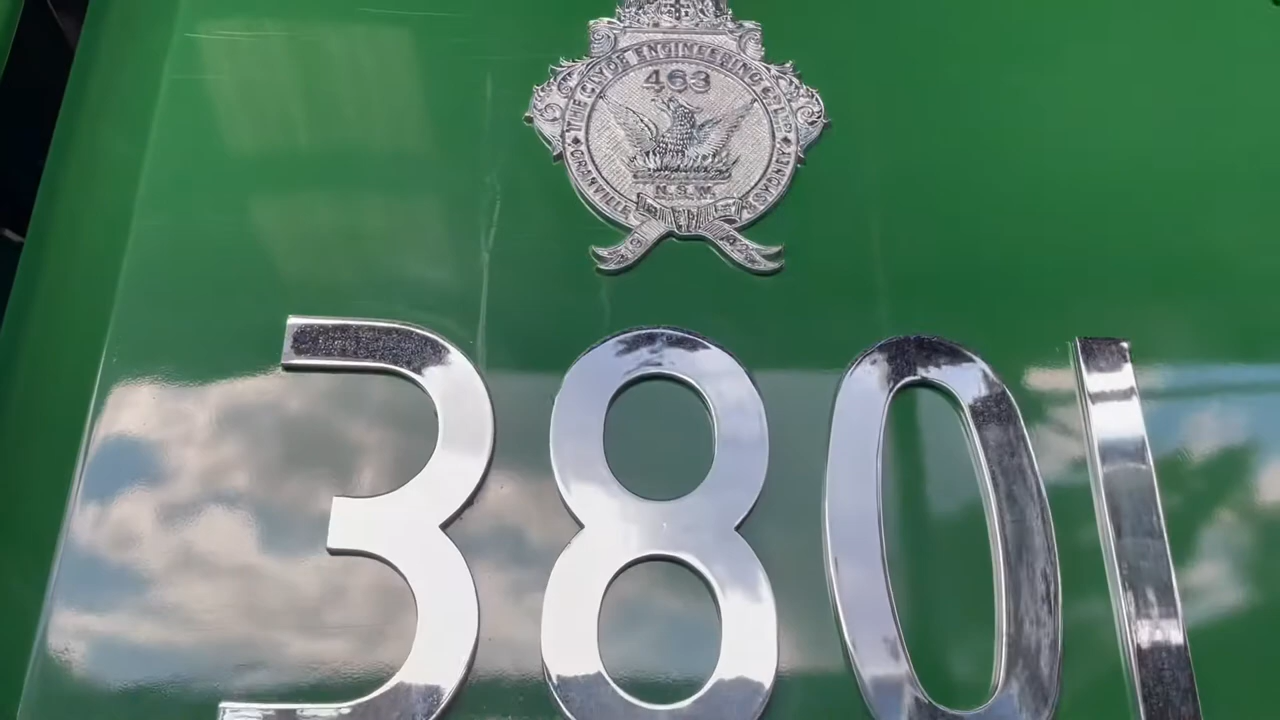 THE CLYDE ENGINEERING Co LTD
463
GRANVILLE
N.S.W.
SYDNEY
3801